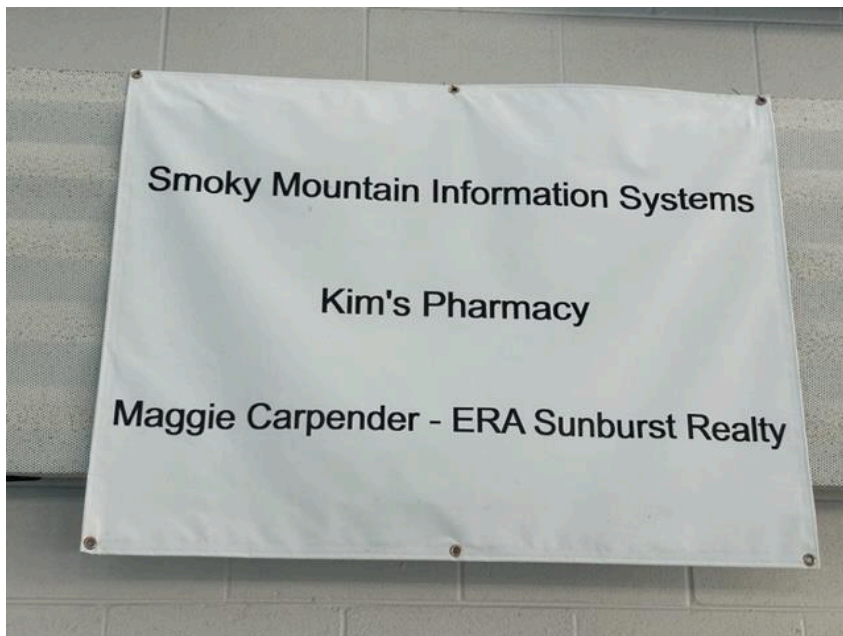 Smoky Mountain Information Systems
Kim's Pharmacy
Maggie Carpender - ERA Sunburst Realty